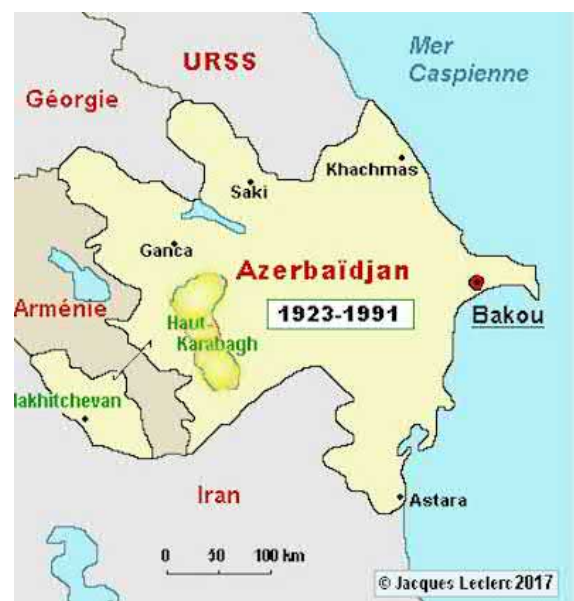 URSS
Mer
Caspienne
Géorgie
Khachmas
Saki
Ganca
Azerbaïdjan
1923-1991
Arménie
Haut-
Karabagh
Bakou
lakhitchevan
Iran
Astara
0 50 100 km
© Jacques Leclerc 2017